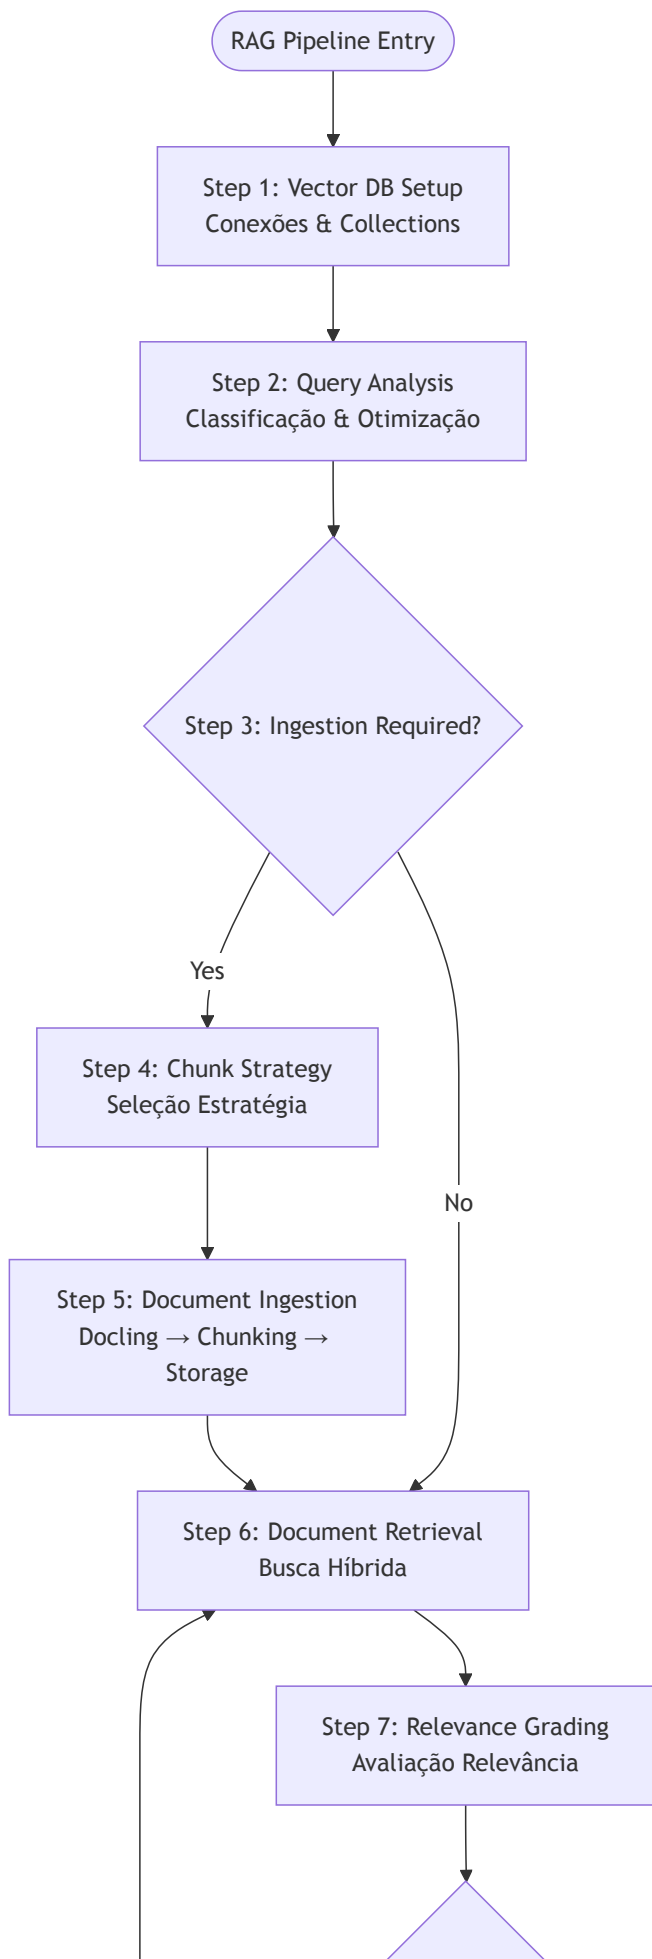 RAG Pipeline Entry
Step 1: Vector DB Setup
Conexões & Collections
Step 2: Query Analysis
Classificação & Otimização
Step 3: Ingestion Required?
Yes
Step 4: Chunk Strategy
Seleção Estratégia
No
Step 5: Document Ingestion
Docling → Chunking →
Storage
Step 6: Document Retrieval
Busca Híbrida
Step 7: Relevance Grading
Avaliação Relevância